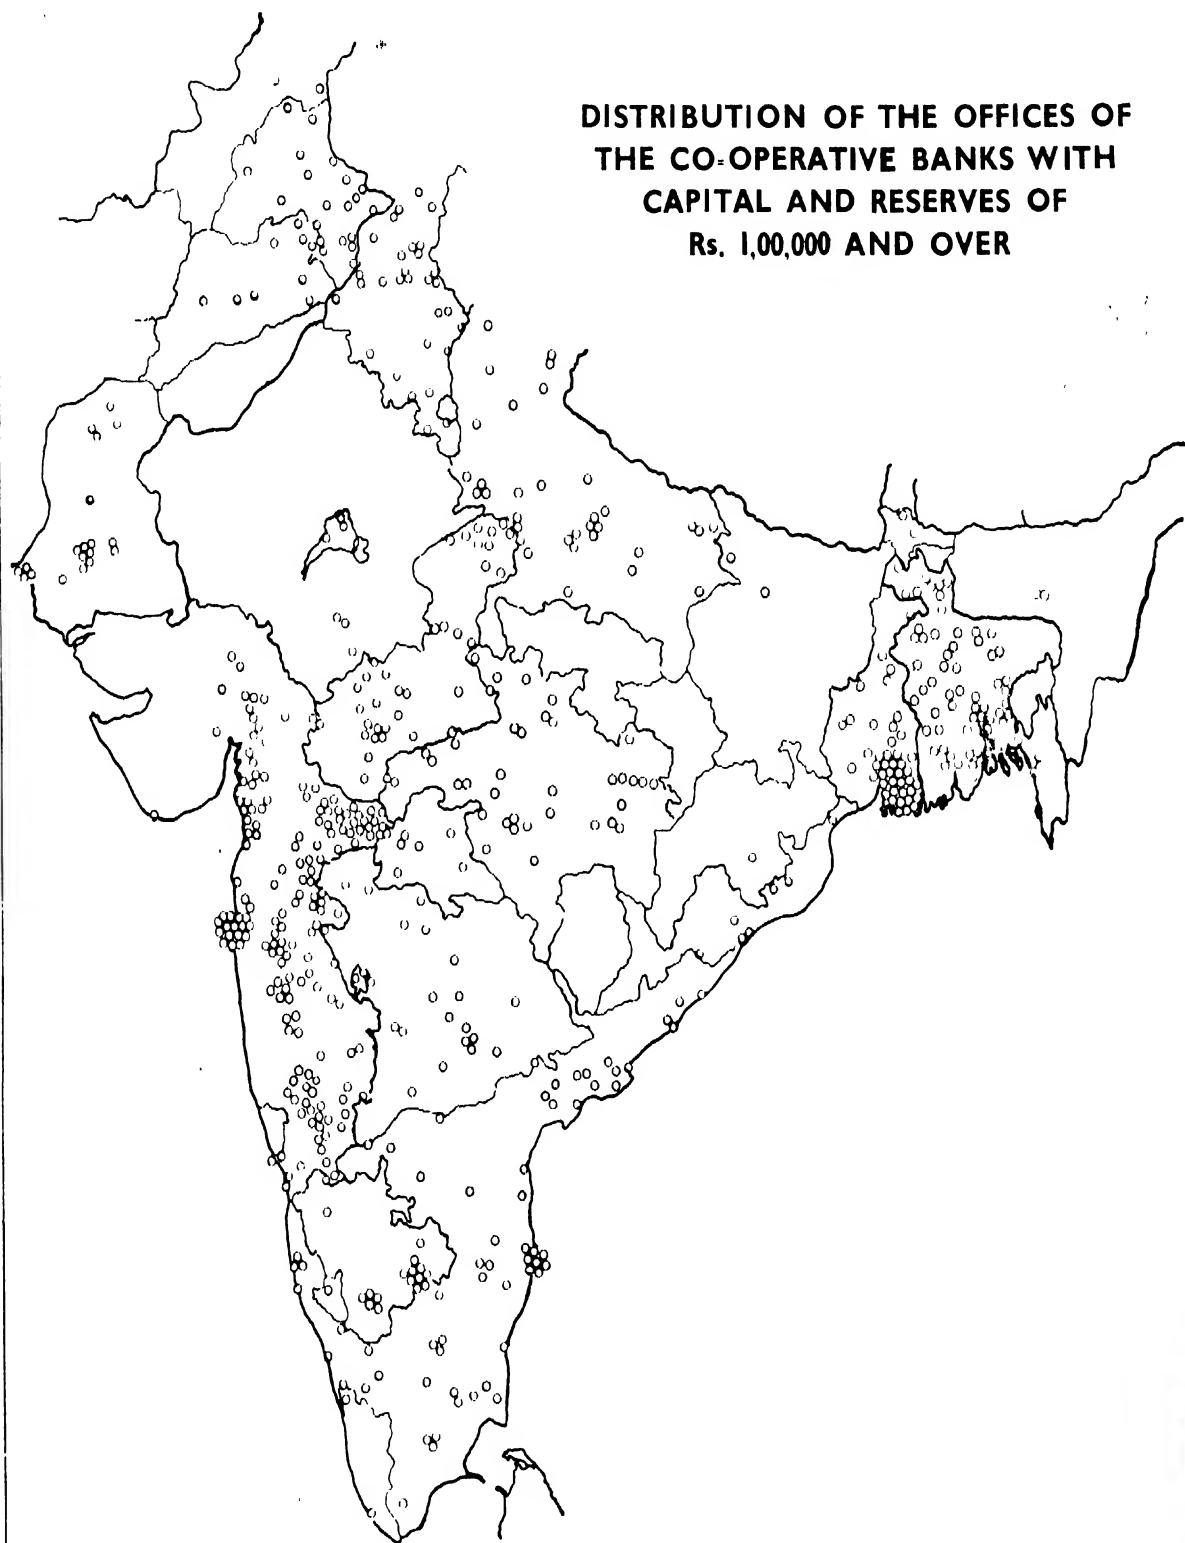 DISTRIBUTION OF THE OFFICES OF
THE CO=OPERATIVE BANKS WITH
CAPITAL AND RESERVES OF
Rs. 1,00,000 AND OVER